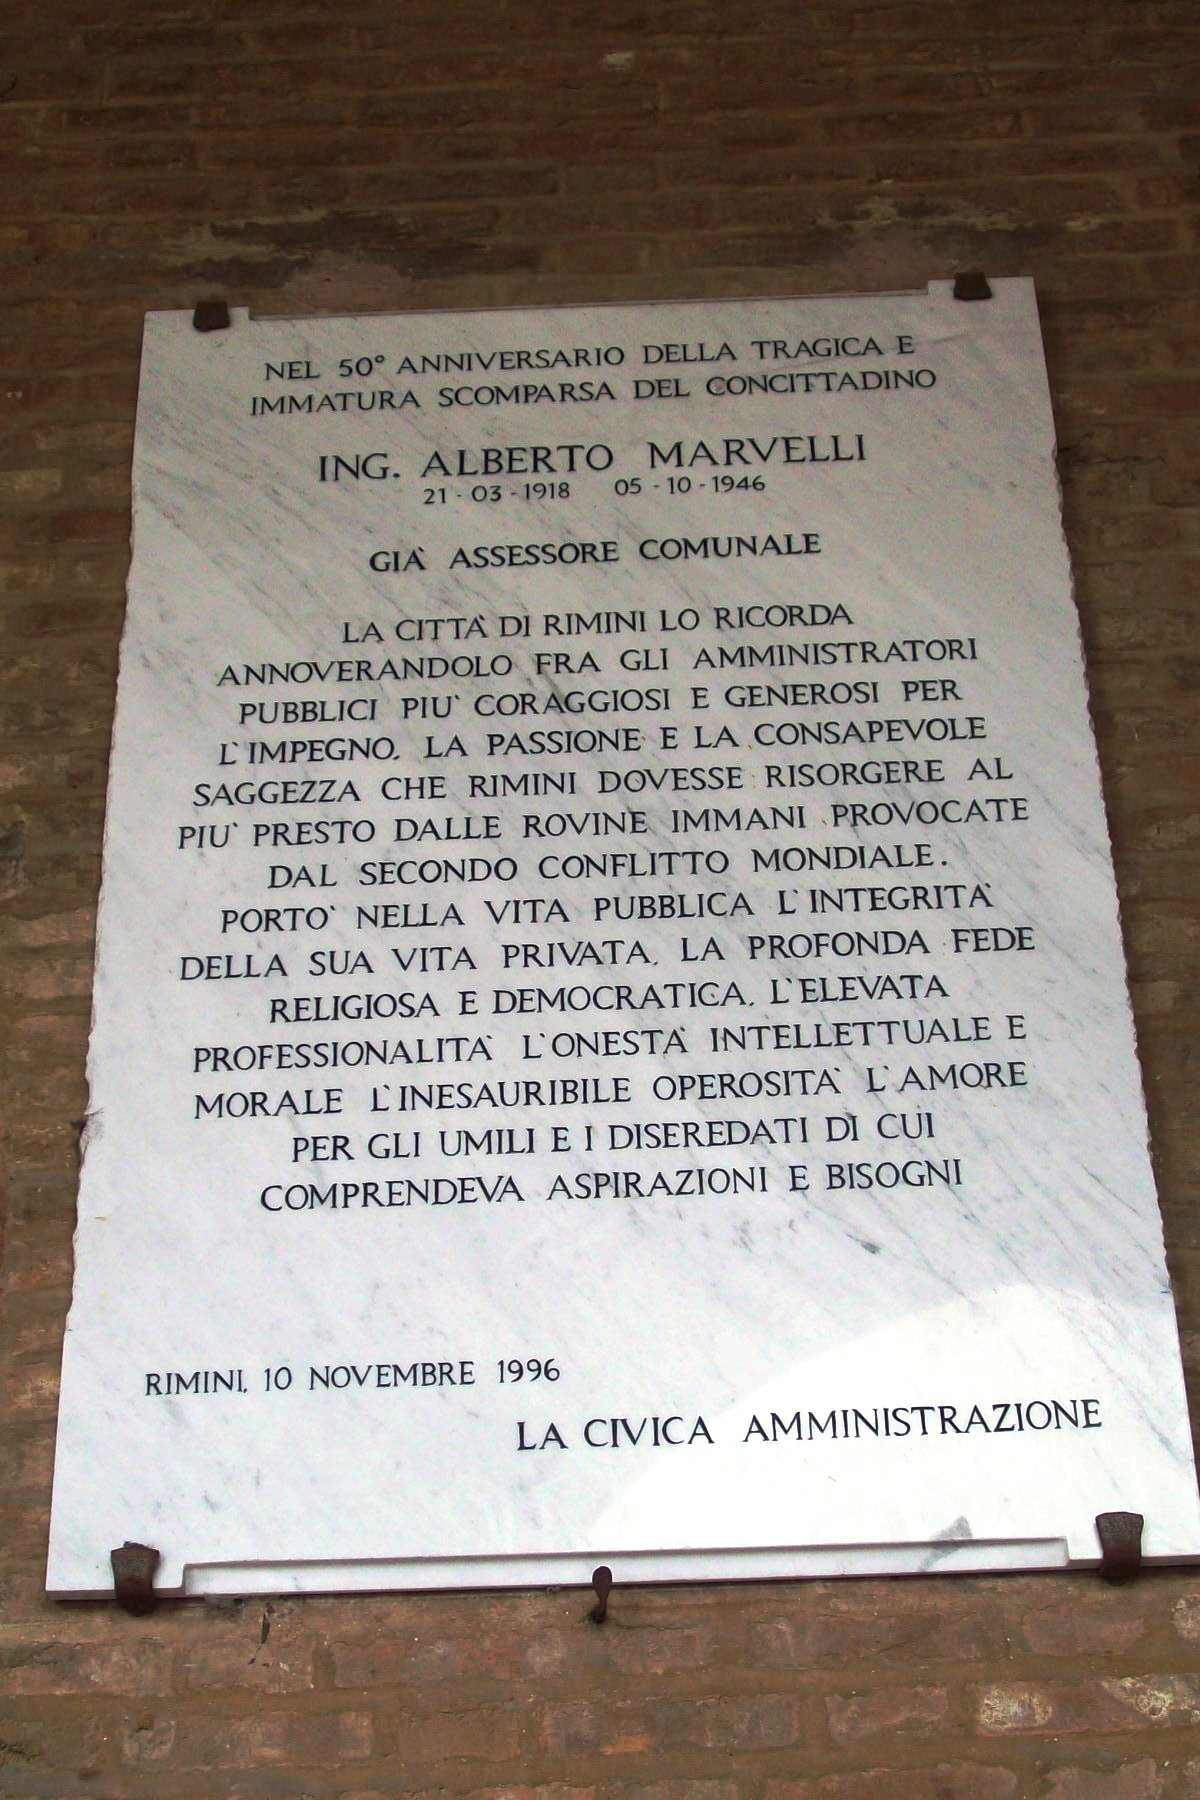 NEL 50° ANNIVERSARIO DELLA TRAGICA E
IMMATURA SCOMPARSA DEL CONCITTADINO
ING. ALBERTO MARVELLI
21-03-1918 05-10-1946
GIA' ASSESSORE COMUNALE
LA CITTA' DI RIMINI LO RICORDA
ANNOVERANDOLO FRA GLI AMMINISTRATORI
PUBBLICI PIU' CORAGGIOSI E GENEROSI PER
L'IMPEGNO, LA PASSIONE E LA CONSAPEVOLE
SAGGEZZA CHE RIMINI DOVESSE RISORGERE AL
PIU' PRESTO DALLE ROVINE IMMANI PROVOCATE
DAL SECONDO CONFLITTO MONDIALE.
PORTO' NELLA VITA PUBBLICA L'INTEGRITA'
DELLA SUA VITA PRIVATA, LA PROFONDA FEDE
RELIGIOSA E DEMOCRATICA, L'ELEVATA
PROFESSIONALITA' L'ONESTA' INTELLETTUALE E
MORALE L'INESAURIBILE OPEROSITA' L'AMORE
PER GLI UMILI E I DISEREDATI DI CUI
COMPRENDEVA ASPIRAZIONI E BISOGNI
RIMINI, 10 NOVEMBRE 1996
LA CIVICA AMMINISTRAZIONE